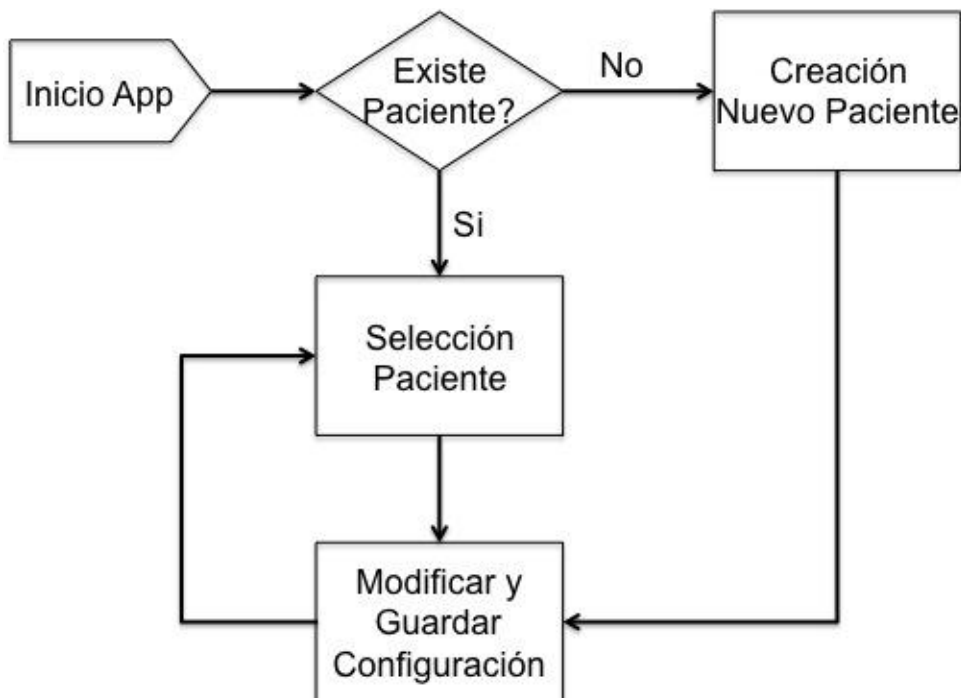 Inicio App
Existe
Paciente?
No
Creación
Nuevo Paciente
Si
Selección
Paciente
Modificar y
Guardar
Configuración